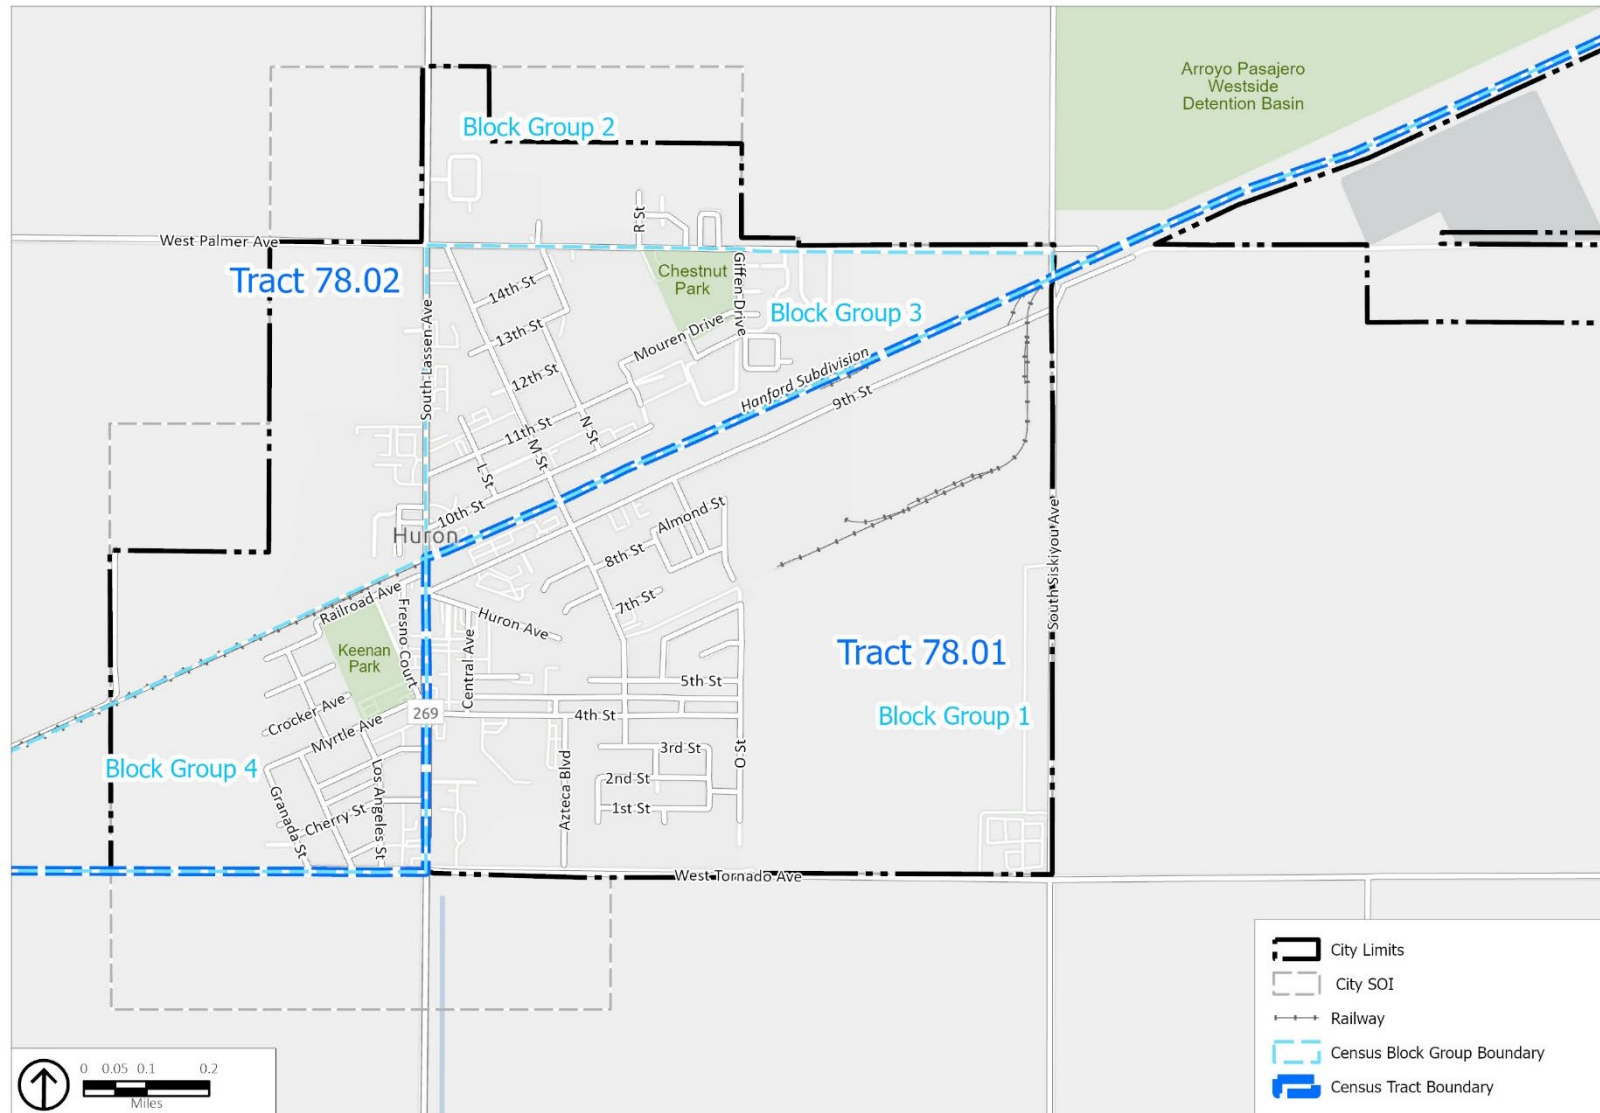 Arroyo Pasajero
Westside
Detention Basin
Block Group 2
West Palmer Ave
R St
Tract 78.02
Chestnut
Park
Giffen Drive
14th St
Block Group 3
13th St
Mouren Drive
South Lassen Ave
12th St
Hanford Subdivision
9th St
11th St
N St
M St
L St
10th St
Almond St
Huron
8th St
South Siskiyou Ave
Railroad Ave
Fresno Court
7th St
Huron Ave
Keenan
Park
Central Ave
Tract 78.01
5th St
Crocker Ave
269
4th St
Block Group 1
Myrtle Ave
3rd St
O St
Block Group 4
Los Angeles St
Azteca Blvd
2nd St
Granada St
Cherry St
1st St
West Tornado Ave
City Limits
City SOI
Railway
Census Block Group Boundary
Census Tract Boundary
0 0.05 0.1 0.2
Miles